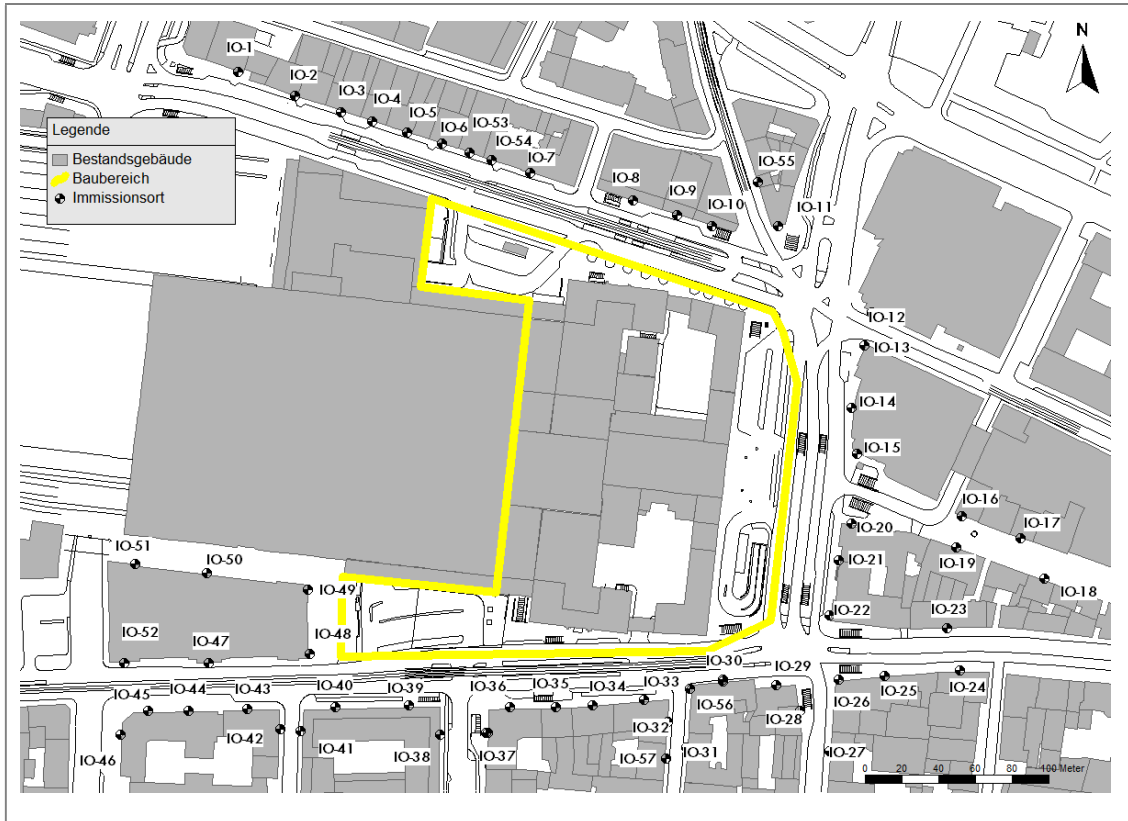 N
IO-1
IO-2
IO-3
IO-4
IO-5
IO-6
IO-53
IO-54
IO-7
Legende
Bestandsgebäude
Baubereich
Immissionsort
IO-8
IO-9
IO-10
IO-55
IO-11
IO-12
IO-13
IO-14
IO-15
IO-16
IO-17
IO-20
IO-19
IO-21
IO-18
IO-22
IO-23
IO-51
IO-50
IO-49
IO-48
IO-52
IO-47
IO-45
IO-44
IO-43
IO-40
IO-39
IO-36
IO-35
IO-34
IO-33
IO-30
IO-29
IO-26
IO-25
IO-24
IO-56
IO-28
IO-46
IO-42
IO-41
IO-38
IO-37
IO-32
IO-57
IO-31
IO-27
0 20 40 60 80 100 Meter